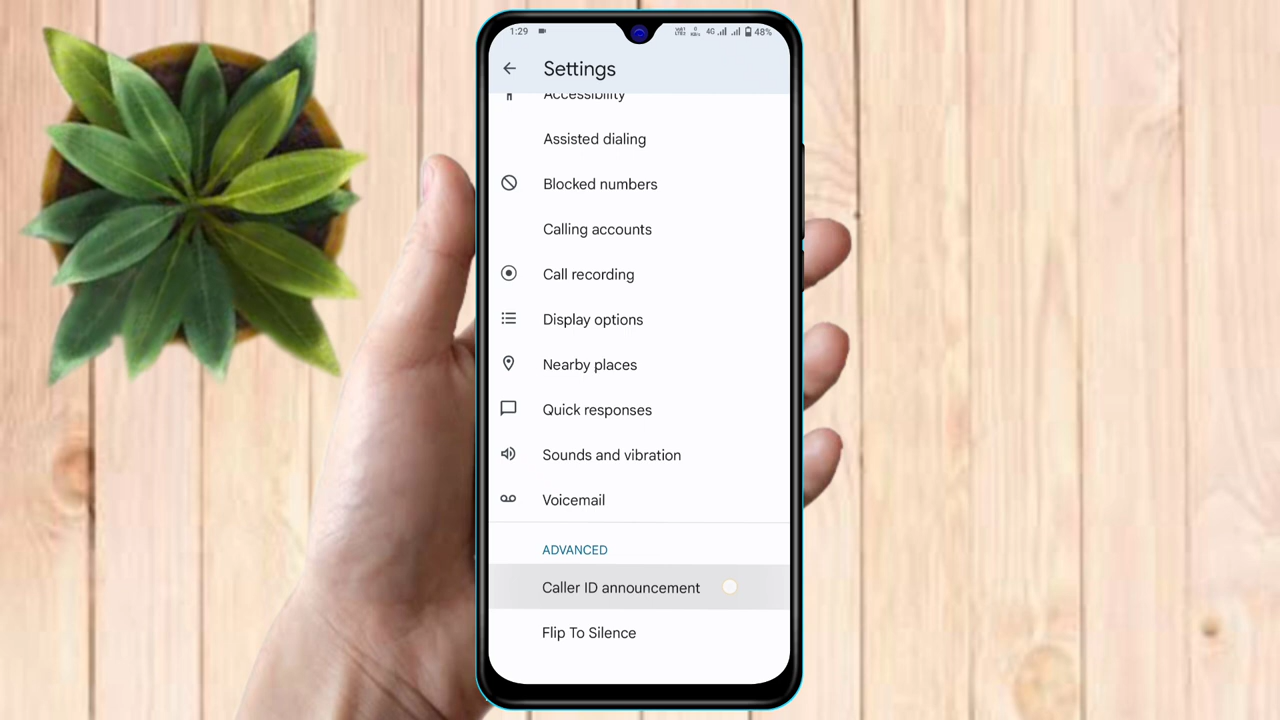 1:29
4G 48%
Settings
Accessibility
Assisted dialing
Blocked numbers
Calling accounts
Call recording
Display options
Nearby places
Quick responses
Sounds and vibration
Voicemail
ADVANCED
Caller ID announcement
Flip To Silence